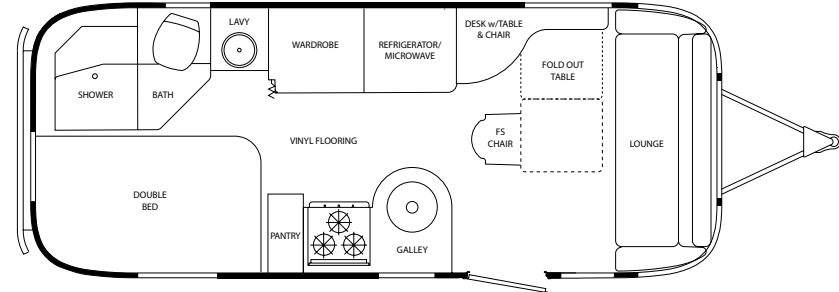 LAVY
WARDROBE
REFRIGERATOR/
MICROWAVE
DESK w/TABLE
& CHAIR
FOLD OUT
TABLE
SHOWER
BATH
VINYL FLOORING
FS
CHAIR
LOUNGE
DOUBLE
BED
PANTRY
GALLEY